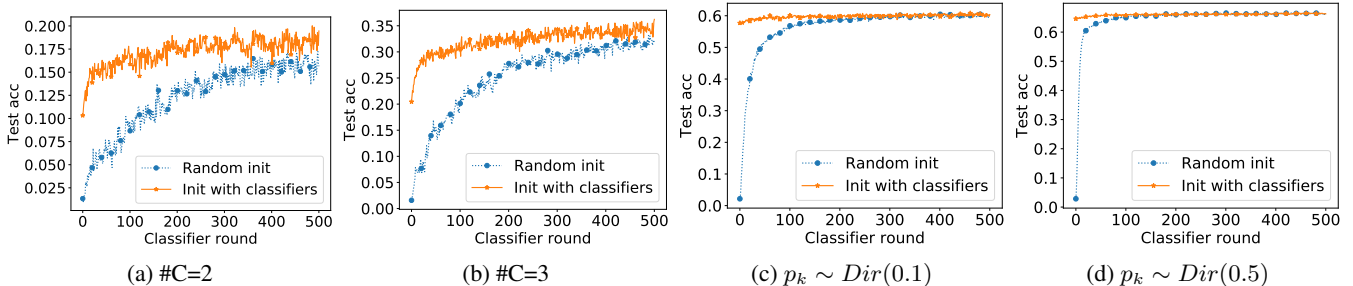 0.200
0.175
0.150
0.125
0.100
0.075
0.050
0.025
Test acc
0 100 200 300 400 500
Classifier round
Random init
Init with classifiers
(a) #C=2
0.35
0.30
0.25
0.20
0.15
0.10
0.05
0.00
Test acc
0 100 200 300 400 500
Classifier round
Random init
Init with classifiers
(b) #C=3
0.6
0.5
0.4
0.3
0.2
0.1
0.0
Test acc
0 100 200 300 400 500
Classifier round
Random init
Init with classifiers
(c) p_k ∼ Dir(0.1)
0.6
0.5
0.4
0.3
0.2
0.1
0.0
Test acc
0 100 200 300 400 500
Classifier round
Random init
Init with classifiers
(d) p_k ∼ Dir(0.5)